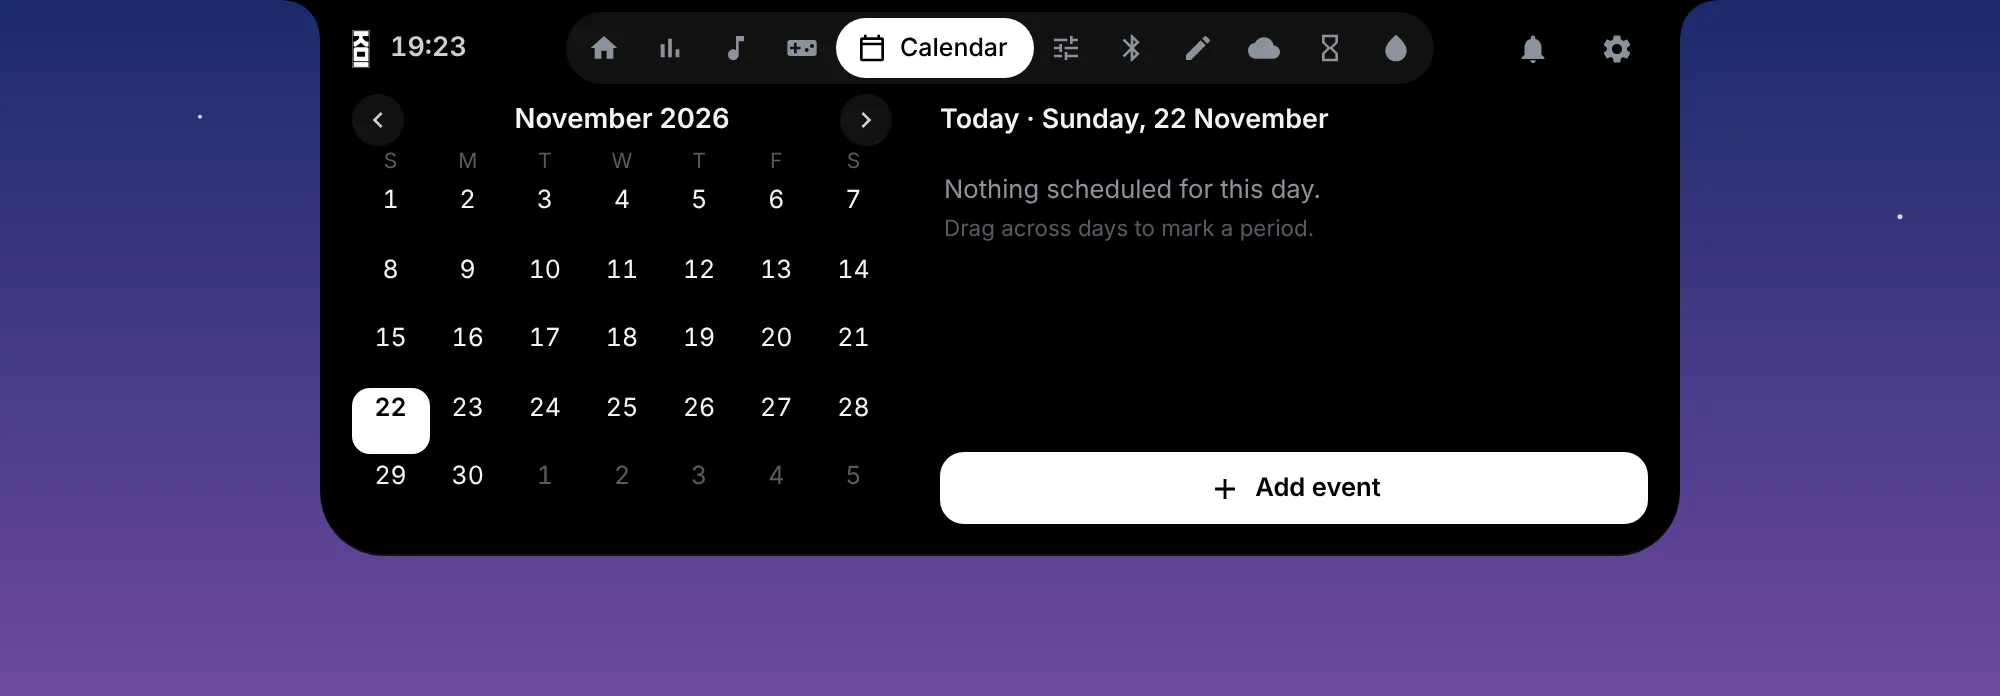 19:23
Calendar
November 2026
S M T W T F S
1 2 3 4 5 6 7
8 9 10 11 12 13 14
15 16 17 18 19 20 21
22 23 24 25 26 27 28
29 30 1 2 3 4 5
Today · Sunday, 22 November
Nothing scheduled for this day.
Drag across days to mark a period.
Add event